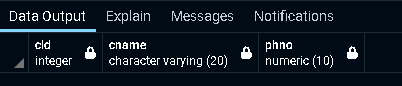 Data Output Explain Messages Notifications
cid cname phno
integer character varying (20) numeric (10)